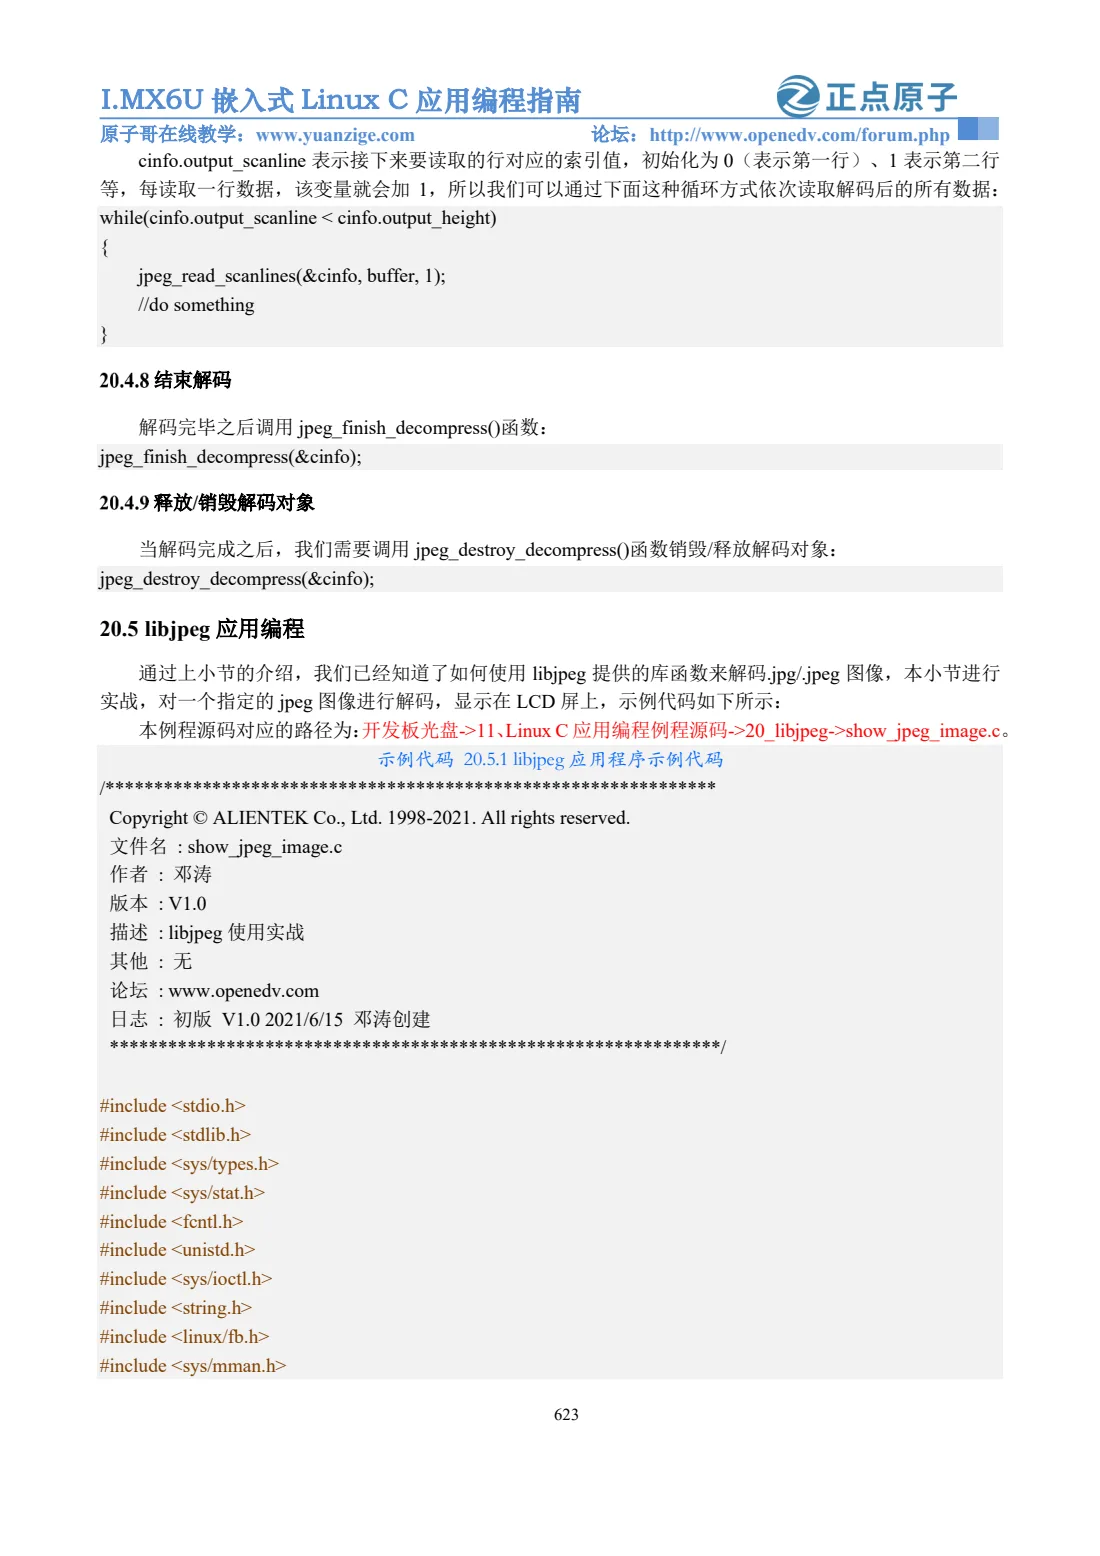 I.MX6U 嵌入式 Linux C 应用编程指南
正点原子
原子哥在线教学：www.yuanzige.com 论坛：http://www.openedv.com/forum.php
cinfo.output_scanline 表示接下来要读取的行对应的索引值，初始化为 0（表示第一行）、1 表示第二行
等，每读取一行数据，该变量就会加 1，所以我们可以通过下面这种循环方式依次读取解码后的所有数据：
while(cinfo.output_scanline < cinfo.output_height)
{
jpeg_read_scanlines(&cinfo, buffer, 1);
//do something
}
20.4.8 结束解码
解码完毕之后调用 jpeg_finish_decompress()函数：
jpeg_finish_decompress(&cinfo);
20.4.9 释放/销毁解码对象
当解码完成之后，我们需要调用 jpeg_destroy_decompress()函数销毁/释放解码对象：
jpeg_destroy_decompress(&cinfo);
20.5 libjpeg 应用编程
通过上小节的介绍，我们已经知道了如何使用 libjpeg 提供的库函数来解码.jpg/.jpeg 图像，本小节进行
实战，对一个指定的 jpeg 图像进行解码，显示在 LCD 屏上，示例代码如下所示：
本例程源码对应的路径为：开发板光盘->11、Linux C 应用编程例程源码->20_libjpeg->show_jpeg_image.c。
示例代码 20.5.1 libjpeg 应用程序示例代码
/***************************************************************
Copyright © ALIENTEK Co., Ltd. 1998-2021. All rights reserved.
文件名 : show_jpeg_image.c
作者 : 邓涛
版本 : V1.0
描述 : libjpeg 使用实战
其他 : 无
论坛 : www.openedv.com
日志 : 初版 V1.0 2021/6/15 邓涛创建
***************************************************************/
#include <stdio.h>
#include <stdlib.h>
#include <sys/types.h>
#include <sys/stat.h>
#include <fcntl.h>
#include <unistd.h>
#include <sys/ioctl.h>
#include <string.h>
#include <linux/fb.h>
#include <sys/mman.h>
623